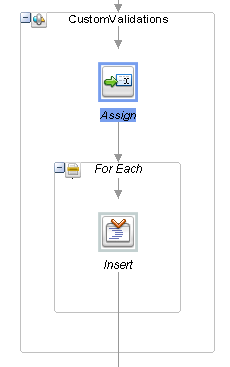 CustomValidations
Assign
For Each
Insert